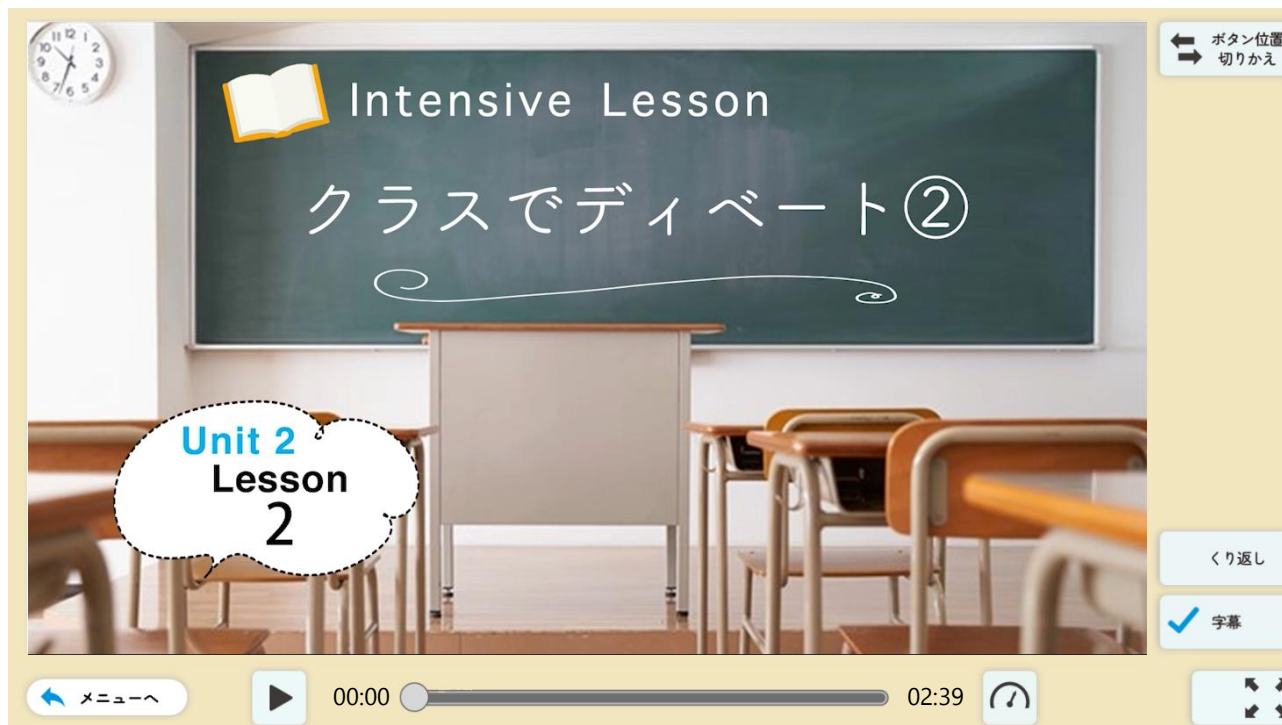 Intensive Lesson
クラスでディベート②
Unit 2
Lesson
2
ボタン位置
切りかえ
くり返し
字幕
メニューへ
00:00
02:39